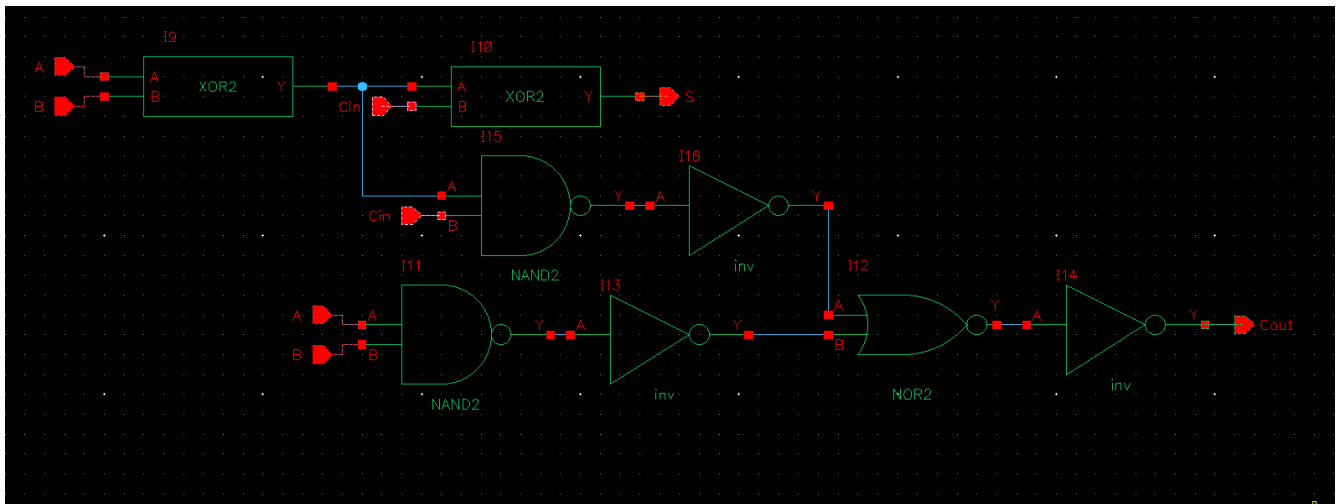 I9
A
A
XOR2
Y
B
B
I10
A
XOR2
Y
Cin
B
S
I15
A
Cin
B
Y
NAND2
I16
A
Y
inv
I11
A
A
B
B
Y
NAND2
I13
A
Y
inv
I12
A
B
Y
NOR2
I14
A
Y
Cout
inv